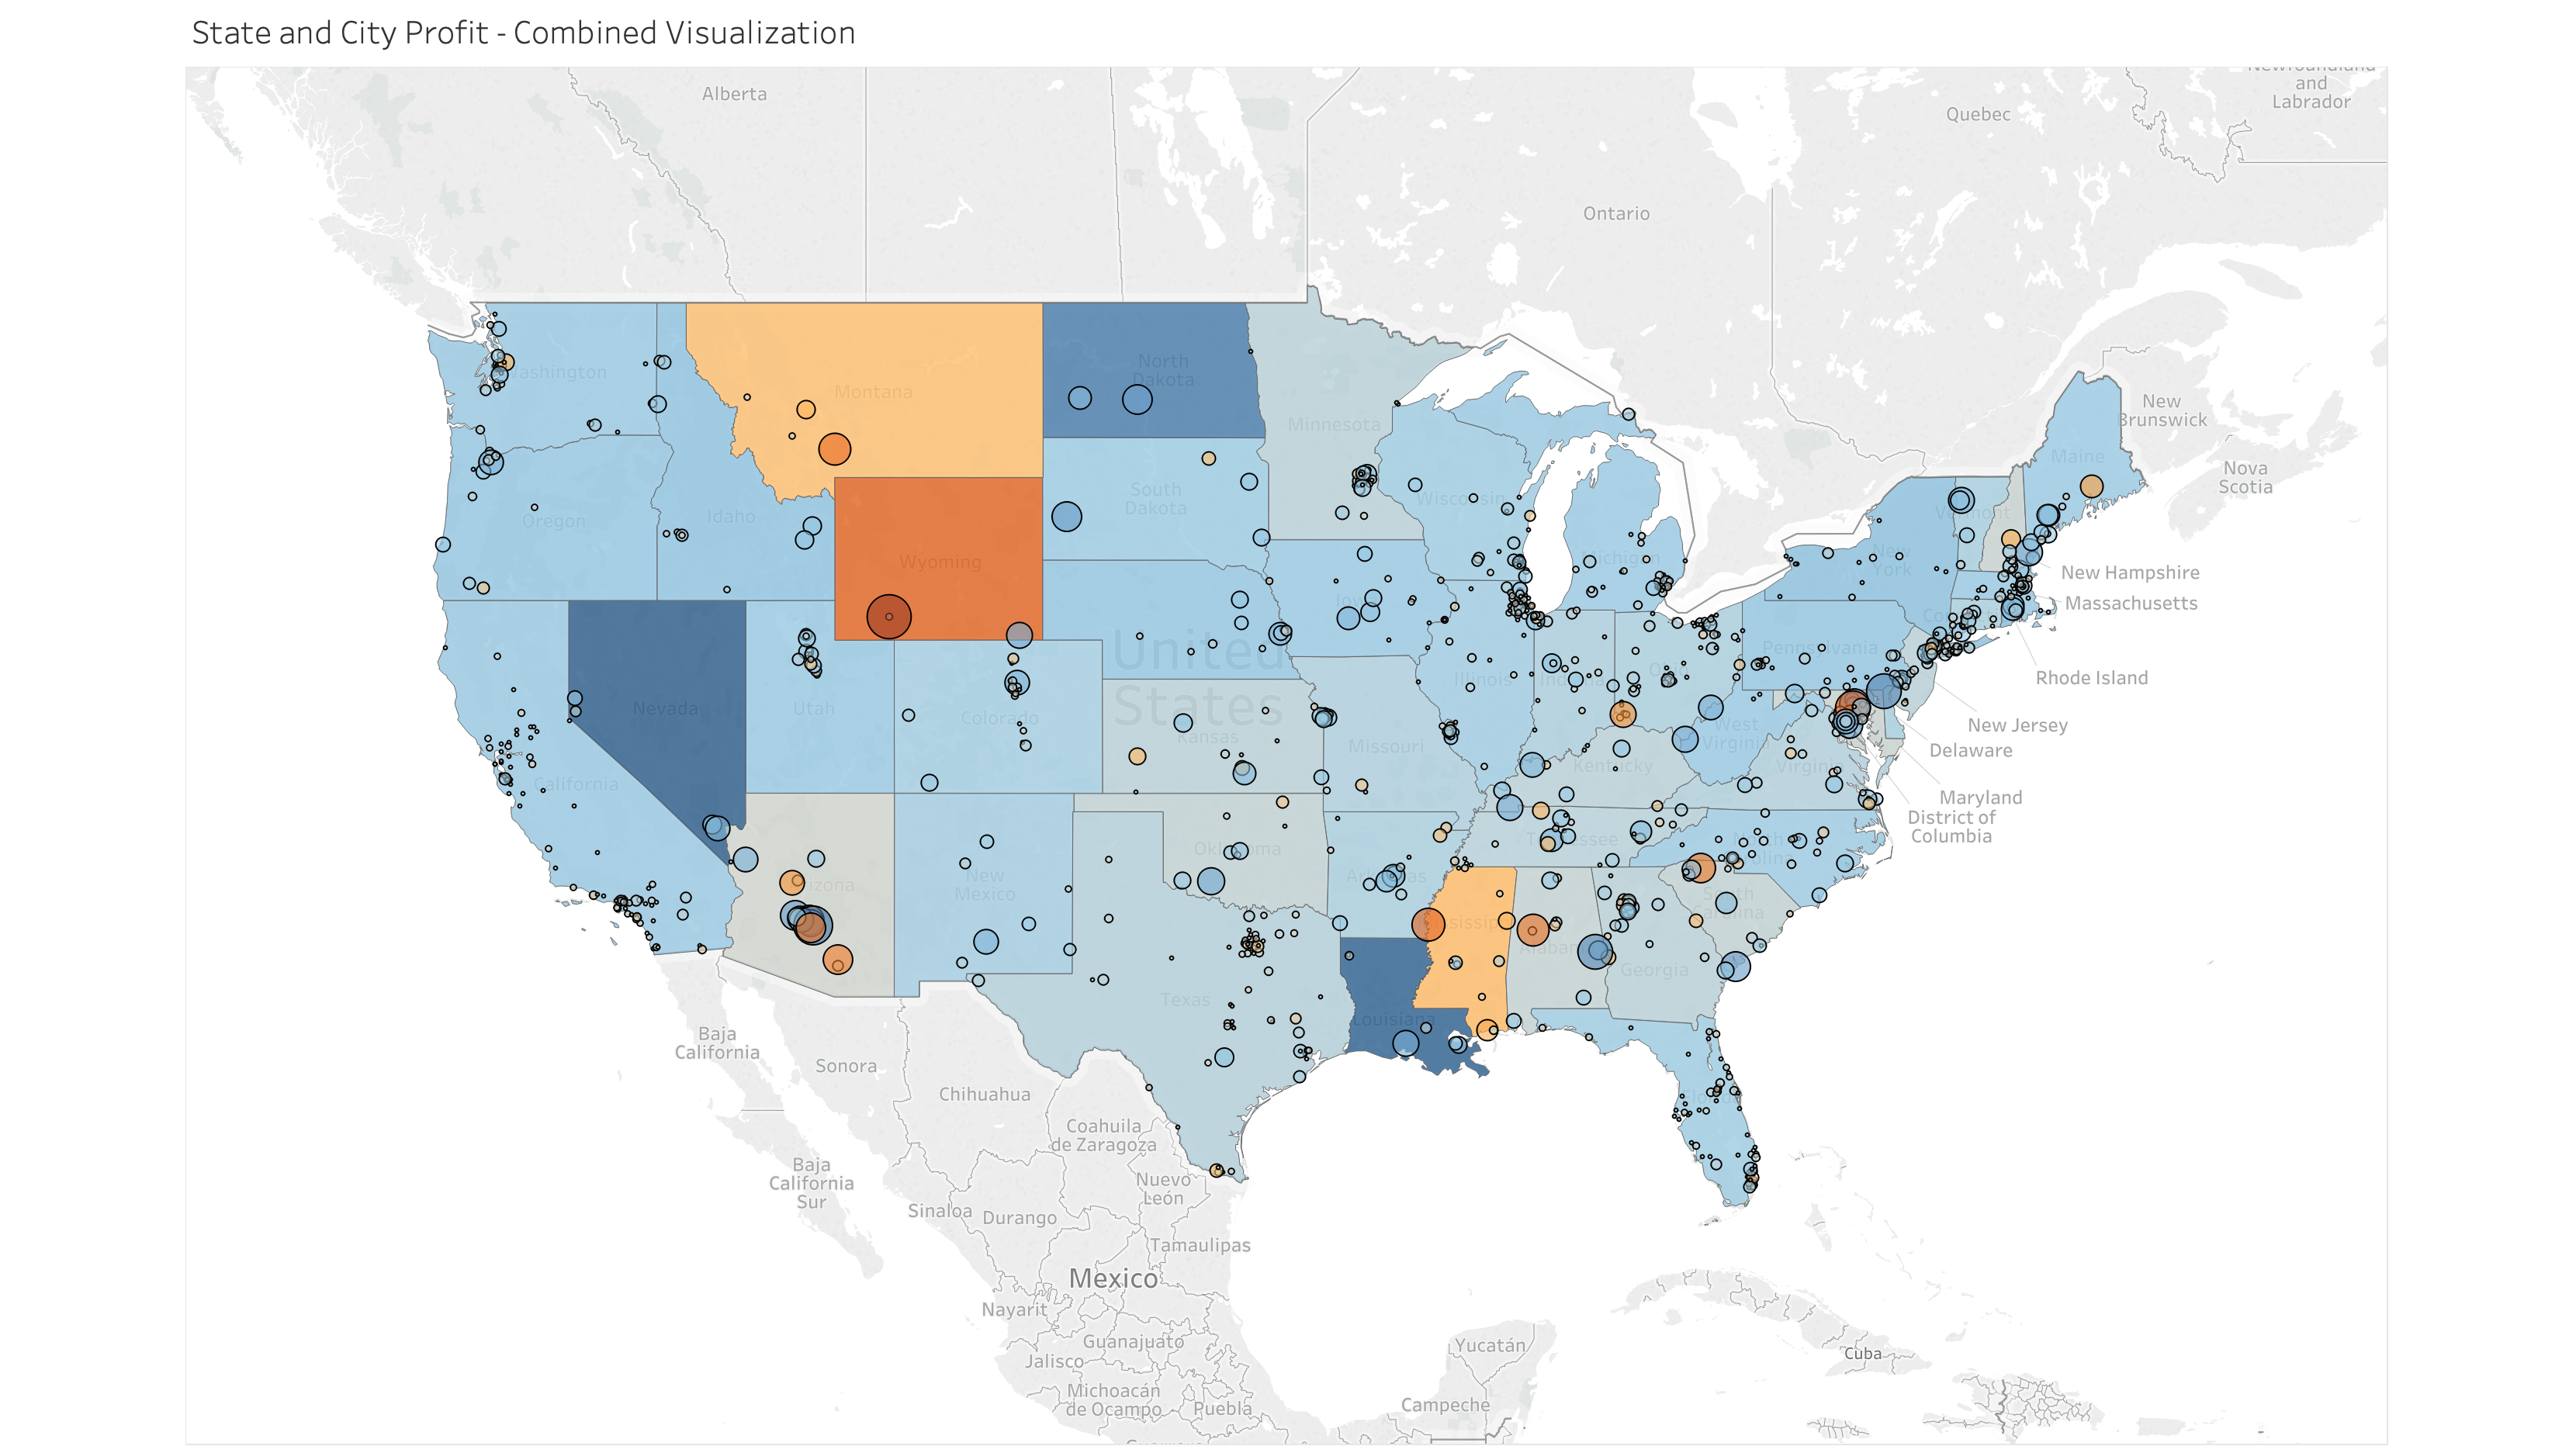 State and City Profit - Combined Visualization
Newfoundland
and
Labrador
Alberta
Quebec
Ontario
New
Brunswick
Nova
Scotia
Washington
Montana
North
Dakota
Minnesota
Maine
Oregon
Idaho
Wyoming
South
Dakota
Wisconsin
Michigan
New
York
Vermont
New Hampshire
Massachusetts
Rhode Island
New Jersey
Delaware
Maryland
District of
Columbia
United
States
Iowa
Pennsylvania
Nevada
Utah
Colorado
Kansas
Missouri
Illinois
Indiana
Ohio
West
Virginia
Virginia
Kentucky
California
Arizona
New
Mexico
Oklahoma
Arkansas
Tennessee
North
Carolina
South
Carolina
Texas
Louisiana
Mississippi
Alabama
Georgia
Florida
Baja
California
Sonora
Chihuahua
Coahuila
de Zaragoza
Baja
California
Sur
Nuevo
León
Sinaloa
Durango
Tamaulipas
Mexico
Nayarit
Guanajuato
Jalisco
Michoacán
de Ocampo
Puebla
Yucatán
Campeche
Cuba